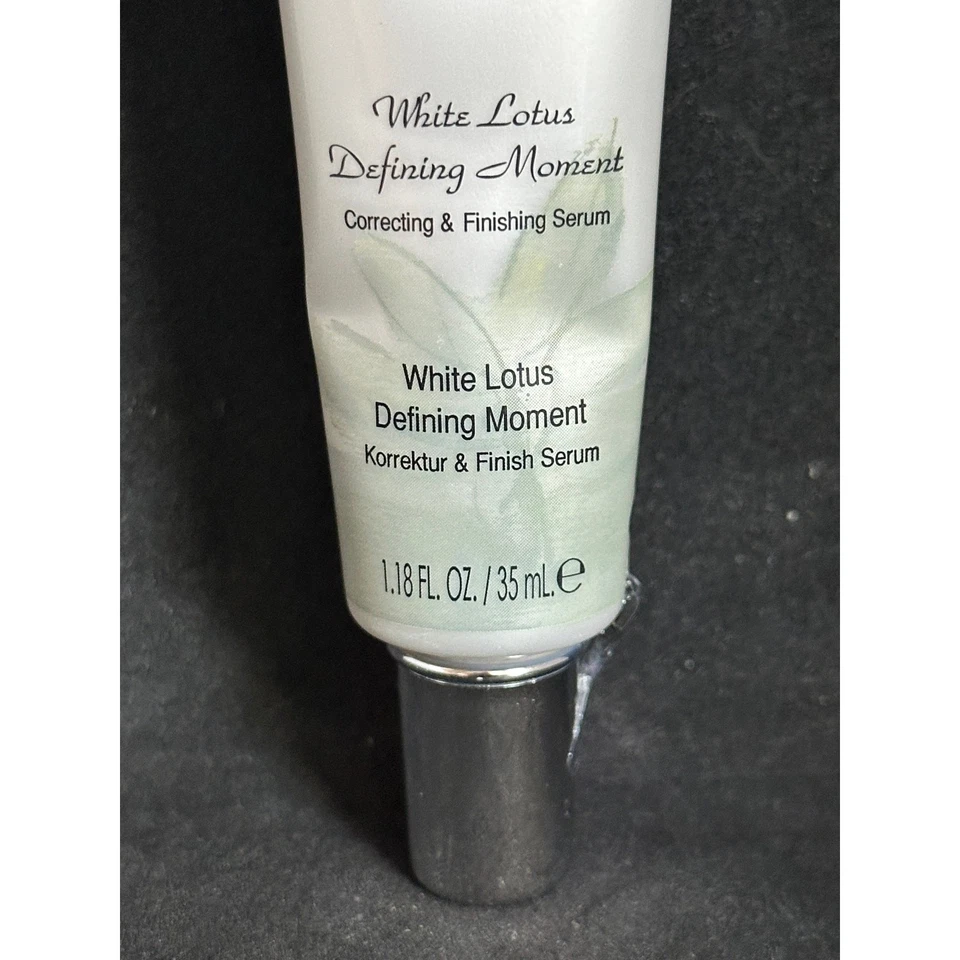 White Lotus
Defining Moment
Correcting & Finishing Serum
White Lotus
Defining Moment
Korrektur & Finish Serum
1.18 FL. OZ. / 35 mL.℮